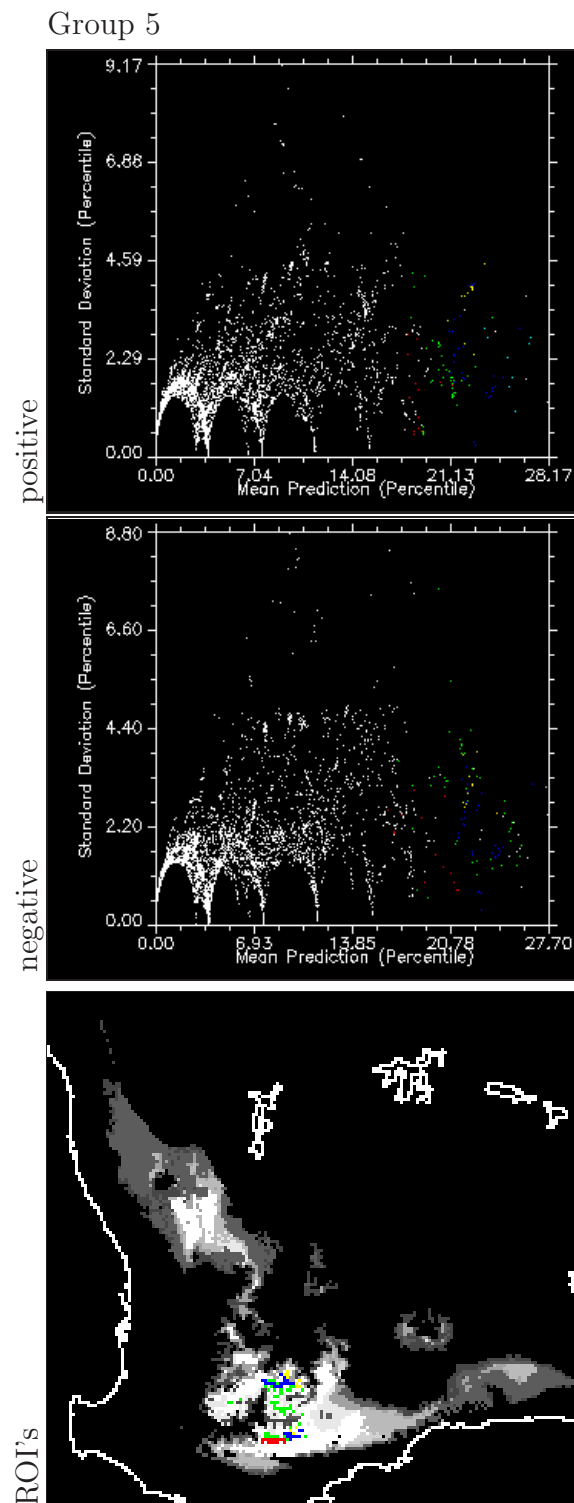 Group 5
positive
Standard Deviation (Percentile)
9.17
6.88
4.59
2.29
0.00
0.00 7.04 14.08 21.13 28.17
Mean Prediction (Percentile)
negative
Standard Deviation (Percentile)
8.80
6.60
4.40
2.20
0.00
0.00 6.93 13.85 20.78 27.70
Mean Prediction (Percentile)
ROI's